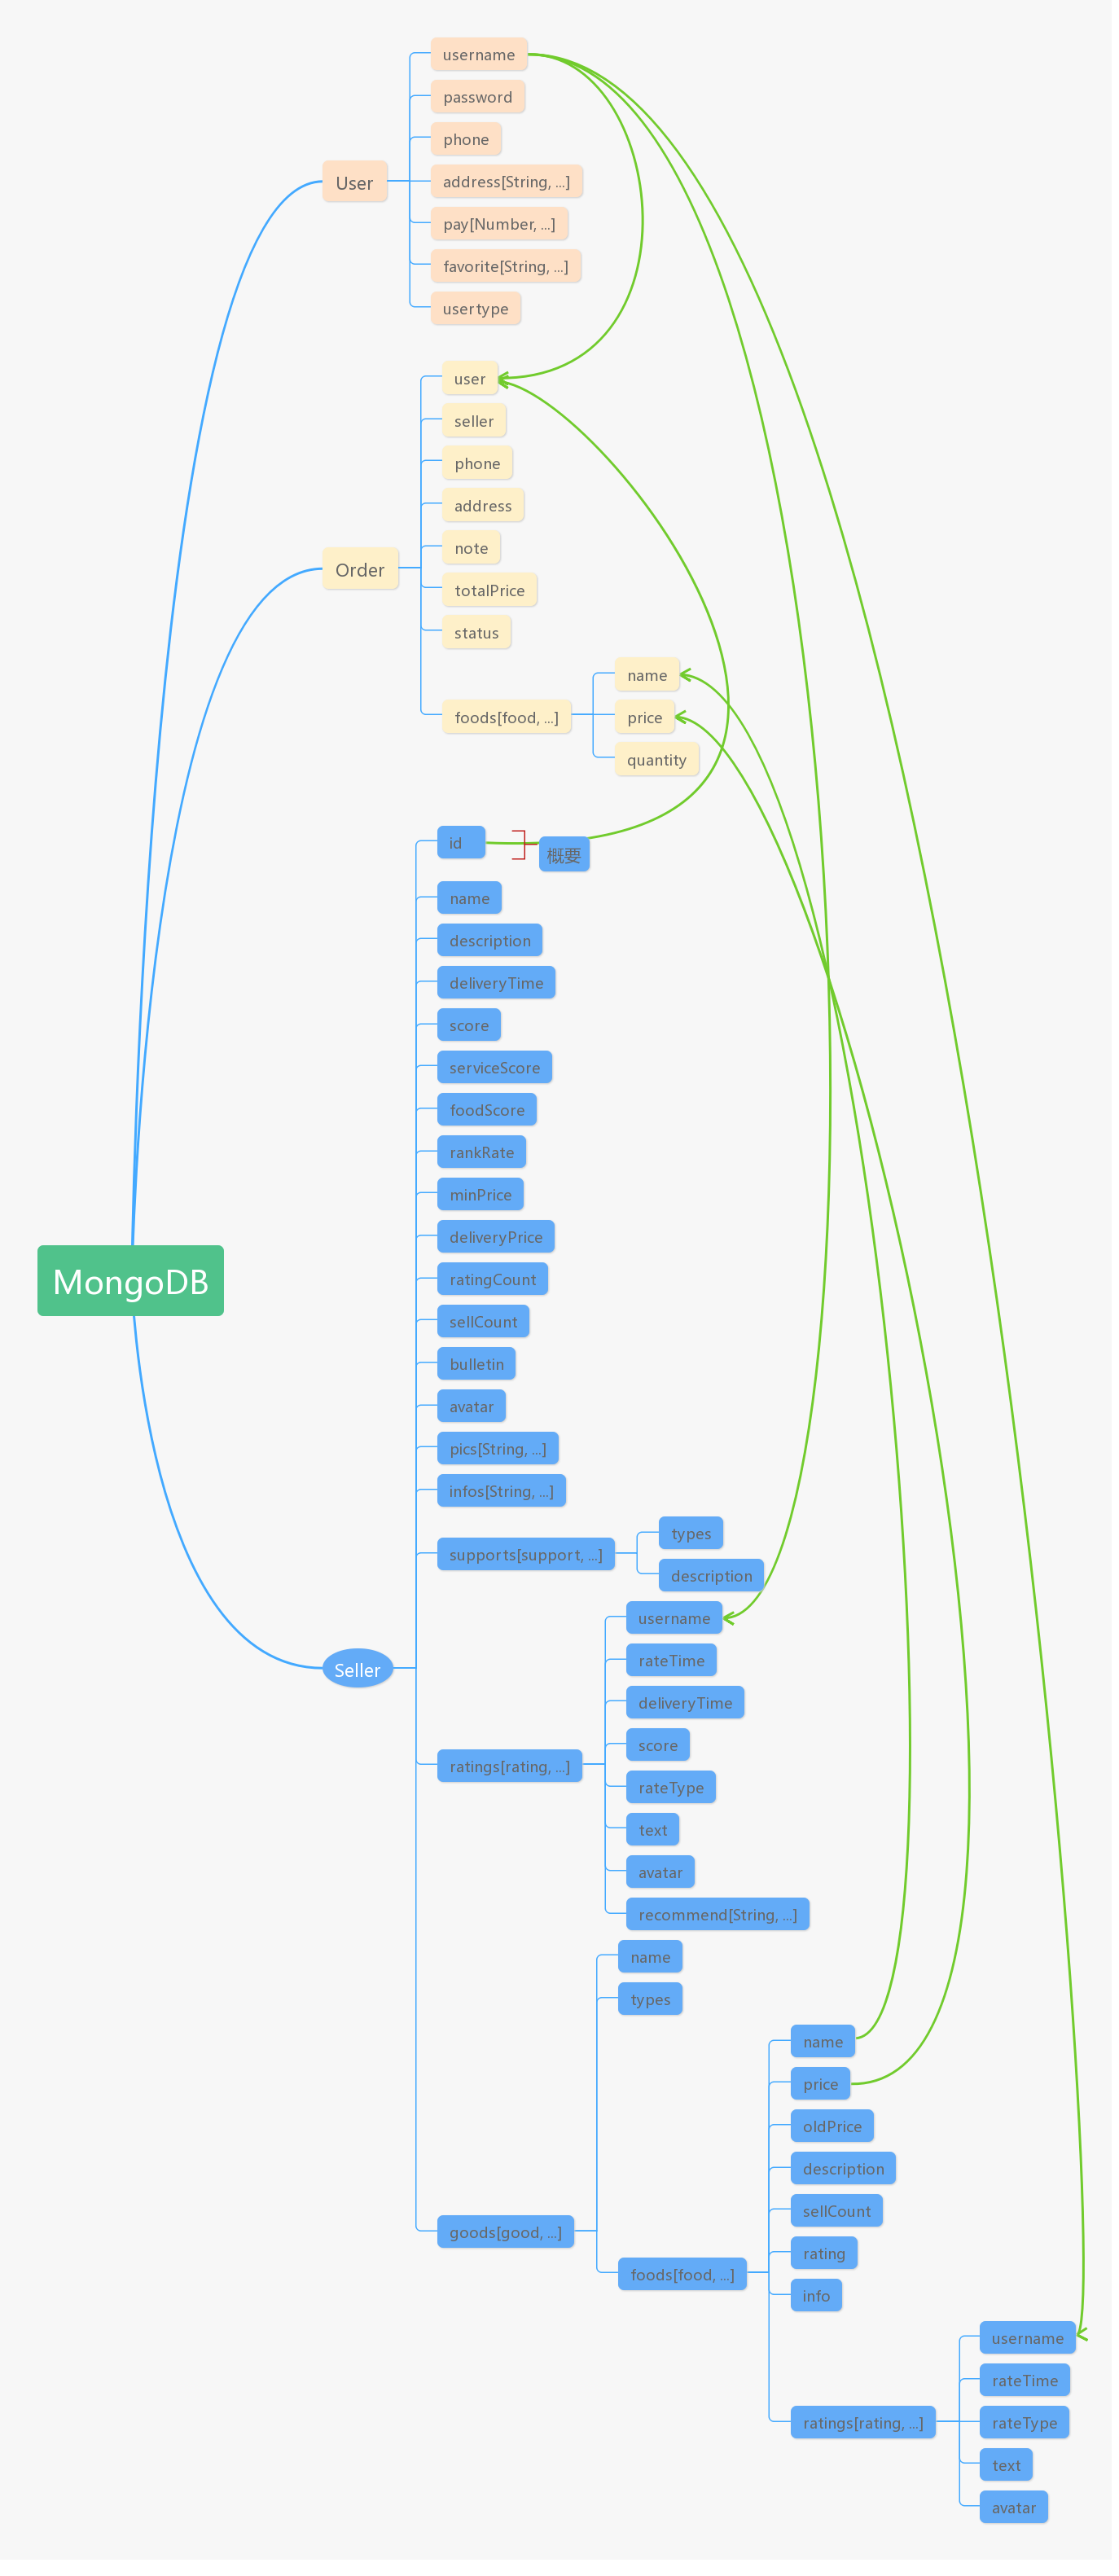 username
password
phone
address[String, ...]
User
pay[Number, ...]
favorite[String, ...]
usertype
user
seller
phone
address
note
Order
totalPrice
status
name
foods[food, ...]
price
quantity
id
概要
name
description
deliveryTime
score
serviceScore
foodScore
rankRate
minPrice
deliveryPrice
MongoDB
ratingCount
sellCount
bulletin
avatar
pics[String, ...]
infos[String, ...]
types
supports[support, ...]
description
username
rateTime
Seller
deliveryTime
score
ratings[rating, ...]
rateType
text
avatar
recommend[String, ...]
name
types
name
price
oldPrice
description
sellCount
goods[good, ...]
rating
foods[food, ...]
info
username
rateTime
ratings[rating, ...]
rateType
text
avatar